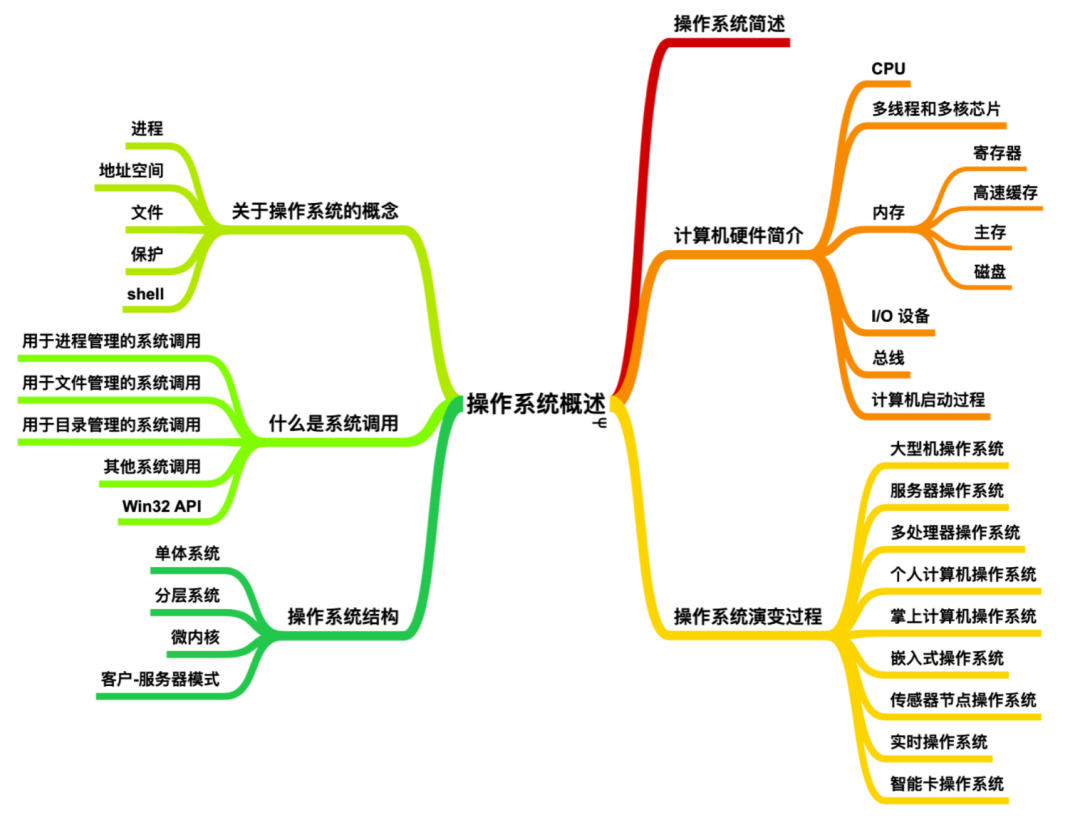 操作系统概述
操作系统简述
计算机硬件简介
CPU
多线程和多核芯片
内存
寄存器
高速缓存
主存
磁盘
I/O 设备
总线
计算机启动过程
操作系统演变过程
大型机操作系统
服务器操作系统
多处理器操作系统
个人计算机操作系统
掌上计算机操作系统
嵌入式操作系统
传感器节点操作系统
实时操作系统
智能卡操作系统
关于操作系统的概念
进程
地址空间
文件
保护
shell
什么是系统调用
用于进程管理的系统调用
用于文件管理的系统调用
用于目录管理的系统调用
其他系统调用
Win32 API
操作系统结构
单体系统
分层系统
微内核
客户-服务器模式